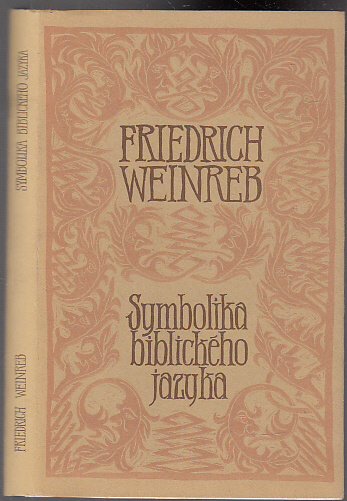 SYMBOLIKA BIBLICKÉHO JAZYKA
FRIEDRICH WEINREB
FRIEDRICH
WEINREB
Symbolika
biblického
jazyka